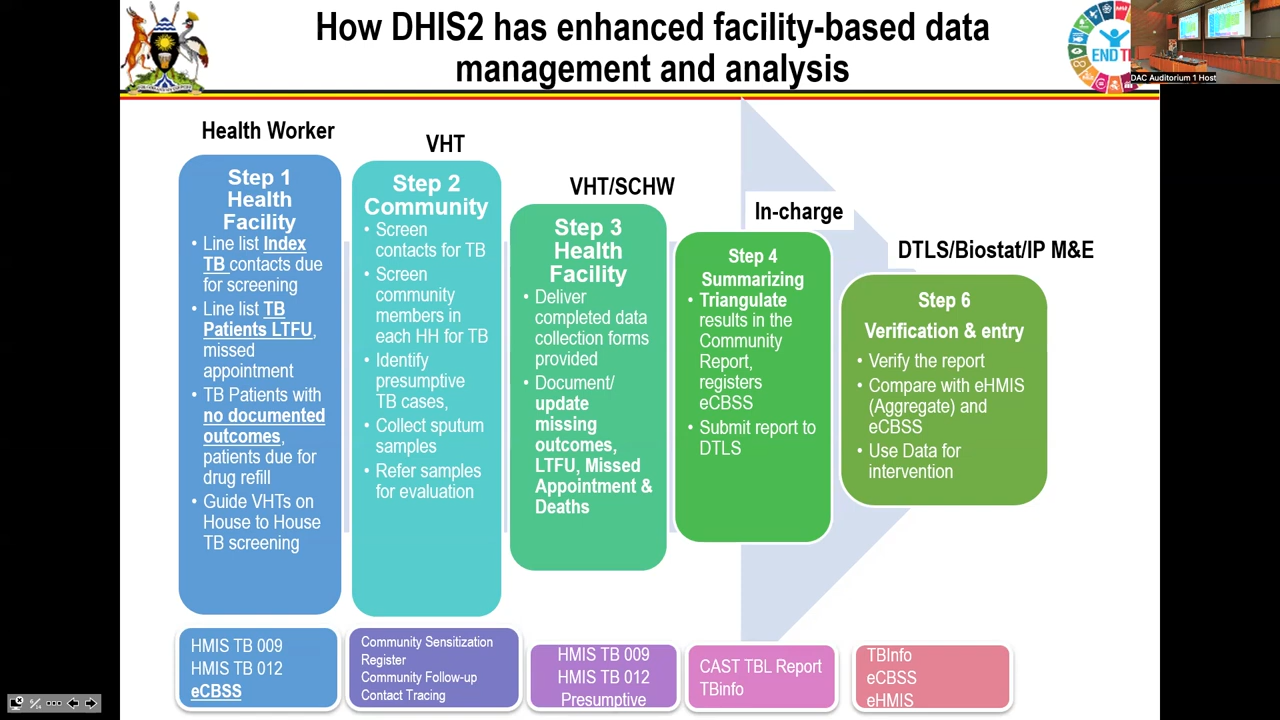 How DHIS2 has enhanced facility-based data
management and analysis
END T
DAC Auditorium 1 Host
Health Worker
Step 1
Health
Facility
• Line list Index
TB contacts due
for screening
• Line list TB
Patients LTFU,
missed
appointment
• TB Patients with
no documented
outcomes,
patients due for
drug refill
• Guide VHTs on
House to House
TB screening
HMIS TB 009
HMIS TB 012
eCBSS
VHT
Step 2
Community
• Screen
contacts for TB
• Screen
community
members in
each HH for TB
• Identify
presumptive
TB cases,
• Collect sputum
samples
• Refer samples
for evaluation
Community Sensitization
Register
Community Follow-up
Contact Tracing
VHT/SCHW
Step 3
Health
Facility
• Deliver
completed data
collection forms
provided
• Document/
update
missing
outcomes,
LTFU, Missed
Appointment &
Deaths
HMIS TB 009
HMIS TB 012
Presumptive
In-charge
Step 4
Summarizing
• Triangulate
results in the
Community
Report,
registers
eCBSS
• Submit report to
DTLS
CAST TBL Report
TBinfo
DTLS/Biostat/IP M&E
Step 6
Verification & entry
• Verify the report
• Compare with eHMIS
(Aggregate) and
eCBSS
• Use Data for
intervention
TBInfo
eCBSS
eHMIS